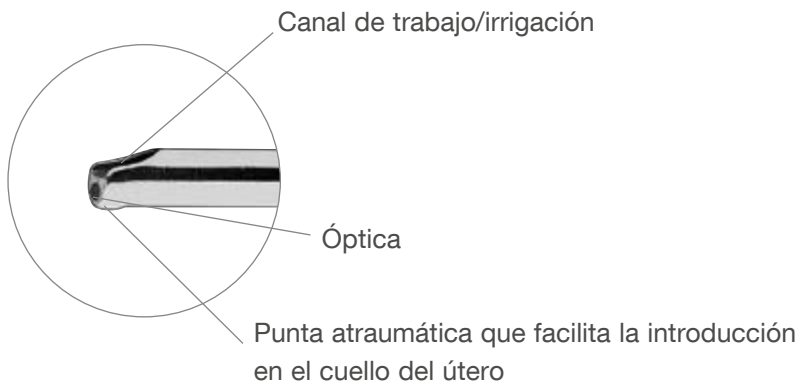 Canal de trabajo/irrigación
Óptica
Punta atraumática que facilita la introducción
en el cuello del útero